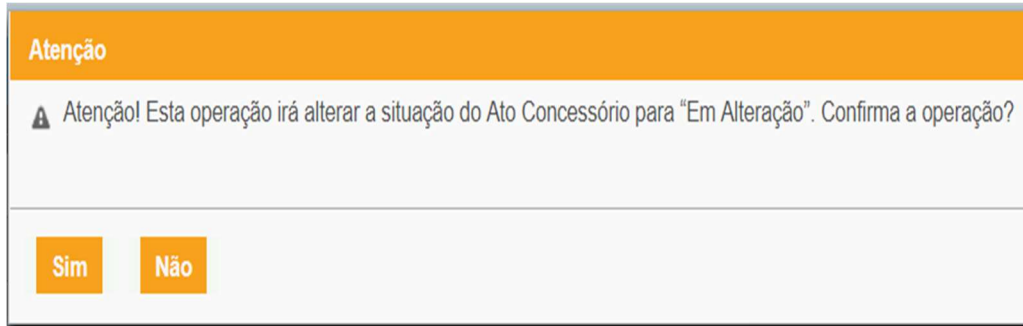 Atenção
Atenção! Esta operação irá alterar a situação do Ato Concessório para “Em Alteração”. Confirma a operação?
Sim Não